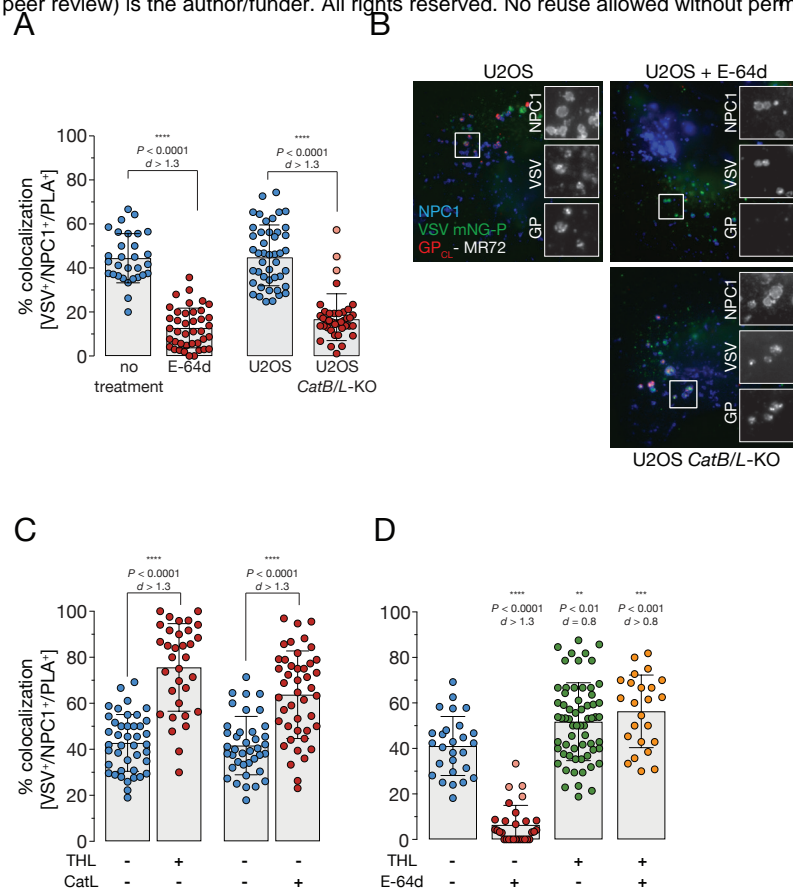 peer review) is the author/funder. All rights reserved. No reuse allowed without perm
A
B
****
P < 0.0001
d > 1.3
****
P < 0.0001
d > 1.3
% colocalization
[VSV+/NPC1+/PLA+]
100
80
60
40
20
0
no
treatment
E-64d
U2OS
U2OS
CatB/L-KO
U2OS
NPC1
VSV
GP
NPC1
VSV mNG-P
GPCL - MR72
U2OS + E-64d
NPC1
VSV
GP
NPC1
VSV
GP
U2OS CatB/L-KO
C
D
****
P < 0.0001
d > 1.3
****
P < 0.0001
d > 1.3
% colocalization
[VSV+/NPC1+/PLA+]
100
80
60
40
20
0
THL - + - -
CatL - - - +
****
P < 0.0001
d > 1.3
**
P < 0.01
d = 0.8
***
P < 0.001
d > 0.8
100
80
60
40
20
0
THL - - + +
E-64d - + - +